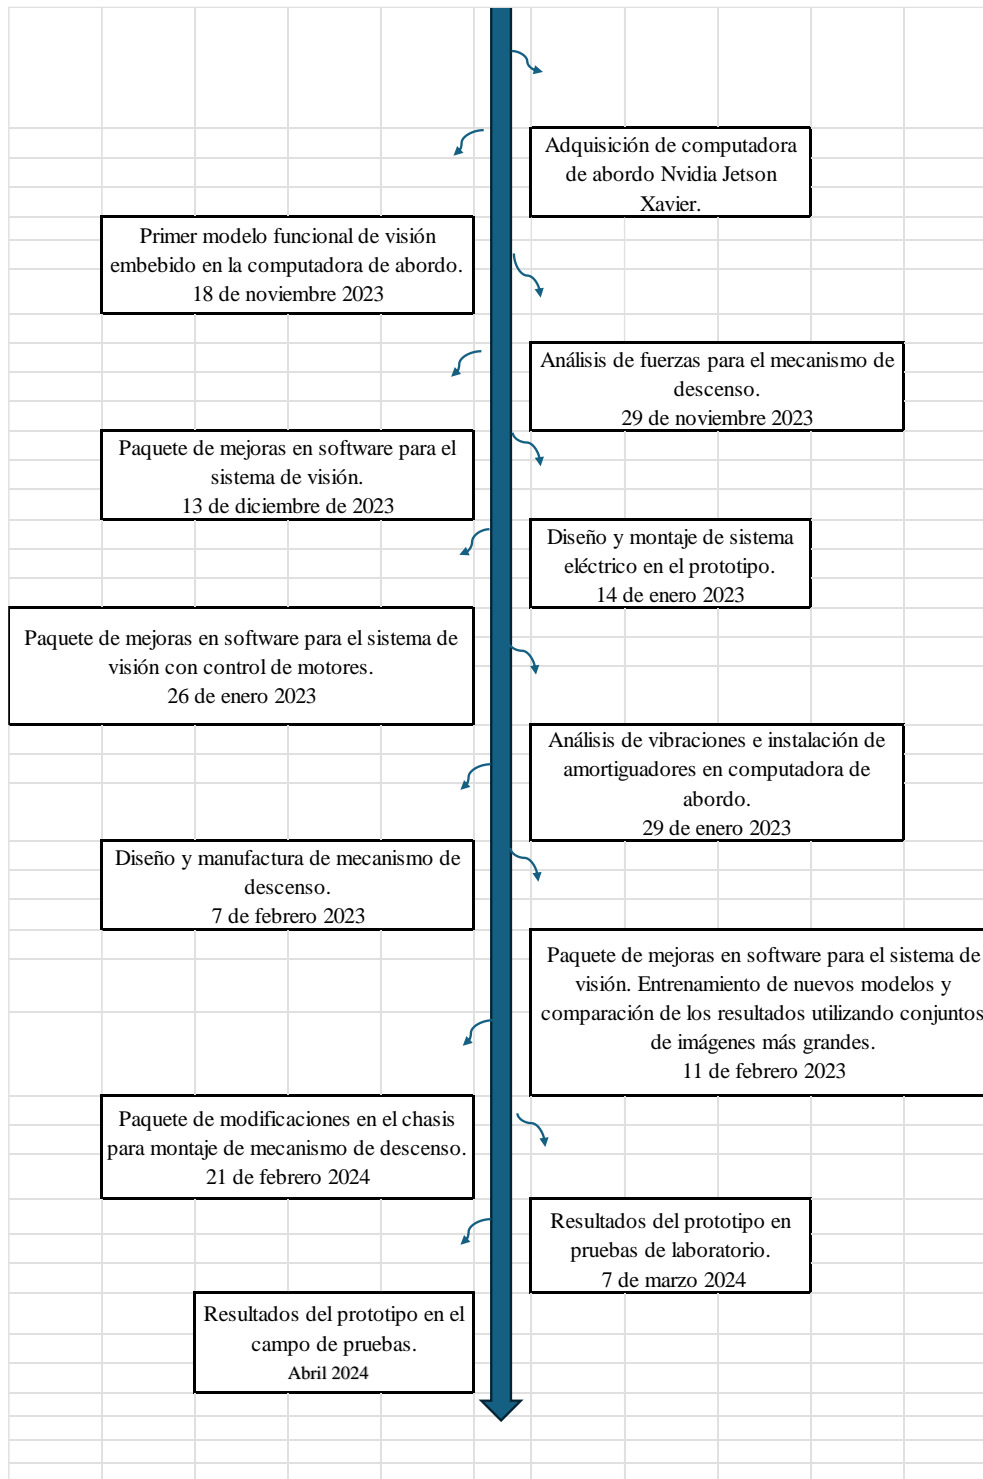 Adquisición de computadora
de abordo Nvidia Jetson
Xavier.
Primer modelo funcional de visión
embebido en la computadora de abordo.
18 de noviembre 2023
Análisis de fuerzas para el mecanismo de
descenso.
29 de noviembre 2023
Paquete de mejoras en software para el
sistema de visión.
13 de diciembre de 2023
Diseño y montaje de sistema
eléctrico en el prototipo.
14 de enero 2023
Paquete de mejoras en software para el sistema de
visión con control de motores.
26 de enero 2023
Análisis de vibraciones e instalación de
amortiguadores en computadora de
abordo.
29 de enero 2023
Diseño y manufactura de mecanismo de
descenso.
7 de febrero 2023
Paquete de mejoras en software para el sistema de
visión. Entrenamiento de nuevos modelos y
comparación de los resultados utilizando conjuntos
de imágenes más grandes.
11 de febrero 2023
Paquete de modificaciones en el chasis
para montaje de mecanismo de descenso.
21 de febrero 2024
Resultados del prototipo en
pruebas de laboratorio.
7 de marzo 2024
Resultados del prototipo en el
campo de pruebas.
Abril 2024